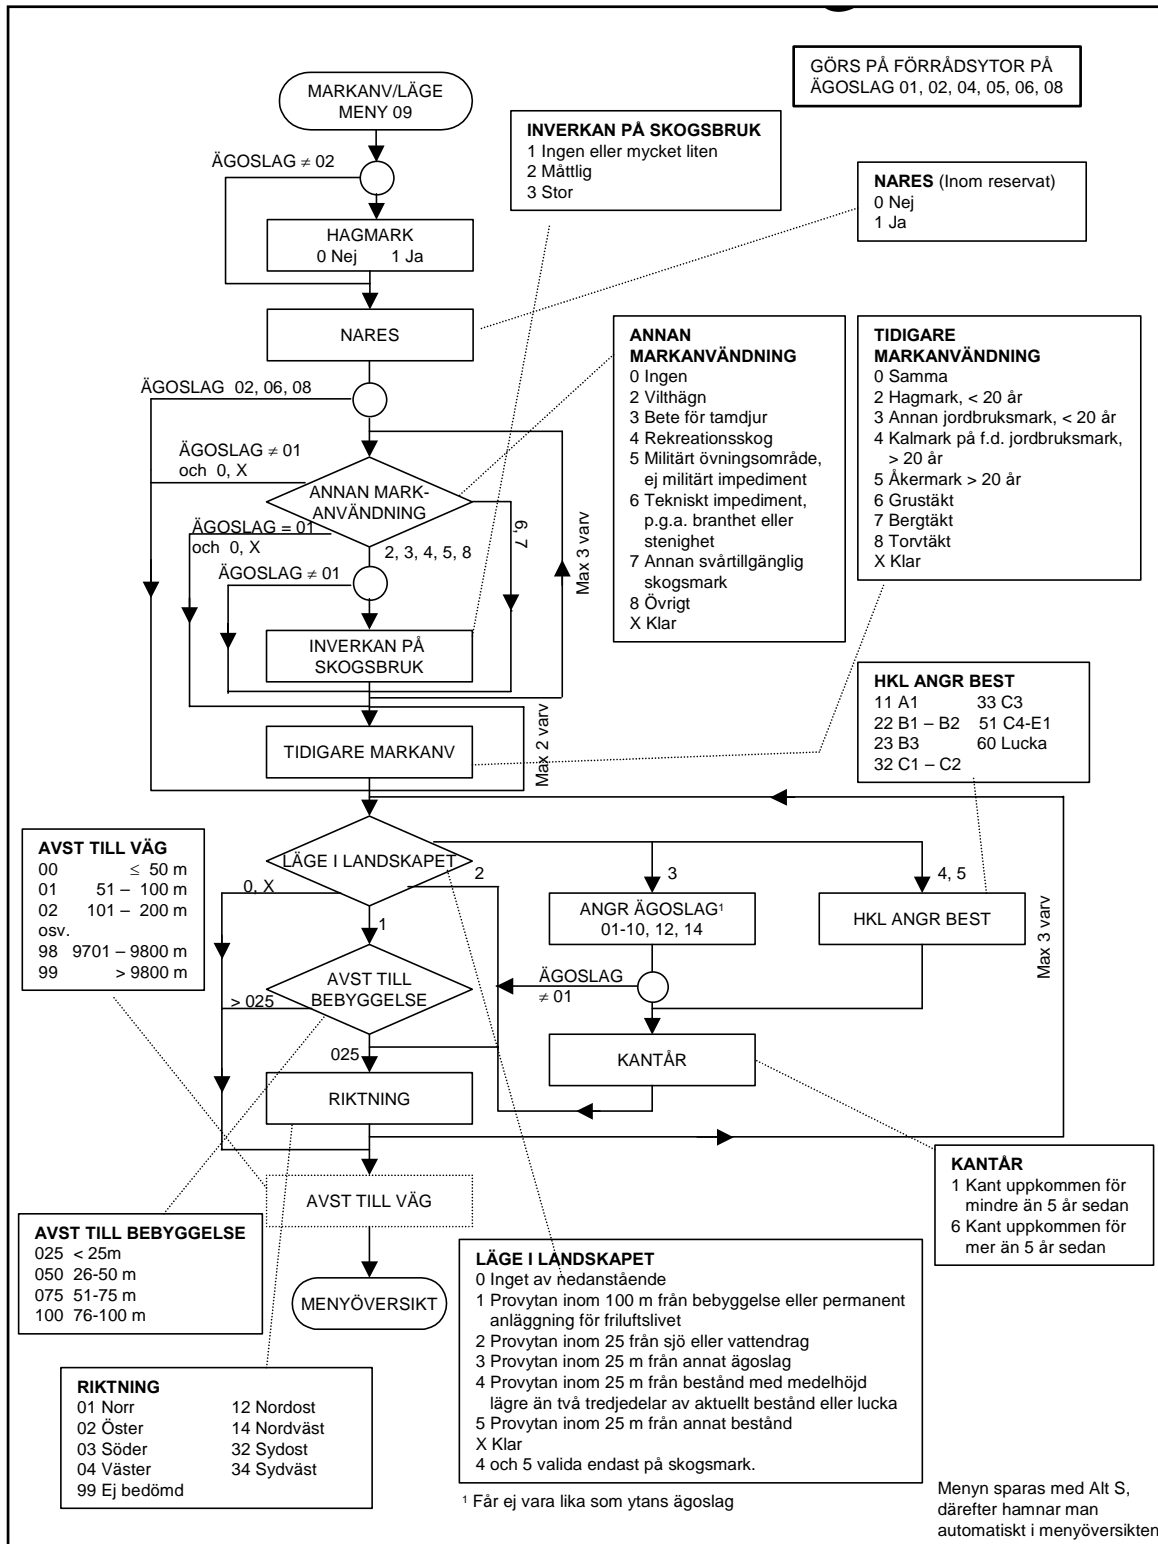 GÖRS PÅ FÖRRÅDSYTOR PÅ
ÄGOSLAG 01, 02, 04, 05, 06, 08
MARKANV/LÄGE
MENY 09
INVERKAN PÅ SKOGSBRUK
1 Ingen eller mycket liten
2 Måttlig
3 Stor
ÄGOSLAG ≠ 02
NARES (Inom reservat)
0 Nej
1 Ja
HAGMARK
0 Nej 1 Ja
NARES
ANNAN
MARKANVÄNDNING
0 Ingen
2 Vilthägn
3 Bete för tamdjur
4 Rekreationsskog
5 Militärt övningsområde,
ej militärt impediment
6 Tekniskt impediment,
p.g.a. branthet eller
stenighet
7 Annan svårtillgänglig
skogsmark
8 Övrigt
X Klar
TIDIGARE
MARKANVÄNDNING
0 Samma
2 Hagmark, < 20 år
3 Annan jordbruksmark, < 20 år
4 Kalmark på f.d. jordbruksmark,
> 20 år
5 Åkermark > 20 år
6 Grustäkt
7 Bergtäkt
8 Torvtäkt
X Klar
ÄGOSLAG 02, 06, 08
ÄGOSLAG ≠ 01
och 0, X
ANNAN MARK-
ANVÄNDNING
ÄGOSLAG = 01
och 0, X
6, 7
Max 3 varv
2, 3, 4, 5, 8
ÄGOSLAG ≠ 01
INVERKAN PÅ
SKOGSBRUK
HKL ANGR BEST
11 A1 33 C3
22 B1 – B2 51 C4-E1
23 B3 60 Lucka
32 C1 – C2
TIDIGARE MARKANV
Max 2 varv
AVST TILL VÄG
00 ≤ 50 m
01 51 – 100 m
02 101 – 200 m
osv.
98 9701 – 9800 m
99 > 9800 m
LÄGE I LANDSKAPET
2
3
4, 5
0, X
1
ANGR ÄGOSLAG¹
01-10, 12, 14
HKL ANGR BEST
Max 3 varv
AVST TILL
BEBYGGELSE
ÄGOSLAG
≠ 01
> 025
025
KANTÅR
RIKTNING
KANTÅR
1 Kant uppkommen för
mindre än 5 år sedan
6 Kant uppkommen för
mer än 5 år sedan
AVST TILL VÄG
AVST TILL BEBYGGELSE
025 < 25m
050 26-50 m
075 51-75 m
100 76-100 m
MENYÖVERSIKT
LÄGE I LANDSKAPET
0 Inget av nedanstående
1 Provytan inom 100 m från bebyggelse eller permanent
anläggning för friluftslivet
2 Provytan inom 25 från sjö eller vattendrag
3 Provytan inom 25 m från annat ägoslag
4 Provytan inom 25 m från bestånd med medelhöjd
lägre än två tredjedelar av aktuellt bestånd eller lucka
5 Provytan inom 25 m från annat bestånd
X Klar
4 och 5 valida endast på skogsmark.
RIKTNING
01 Norr 12 Nordost
02 Öster 14 Nordväst
03 Söder 32 Sydost
04 Väster 34 Sydväst
99 Ej bedömd
¹ Får ej vara lika som ytans ägoslag
Menyn sparas med Alt S,
därefter hamnar man
automatiskt i menyöversikten